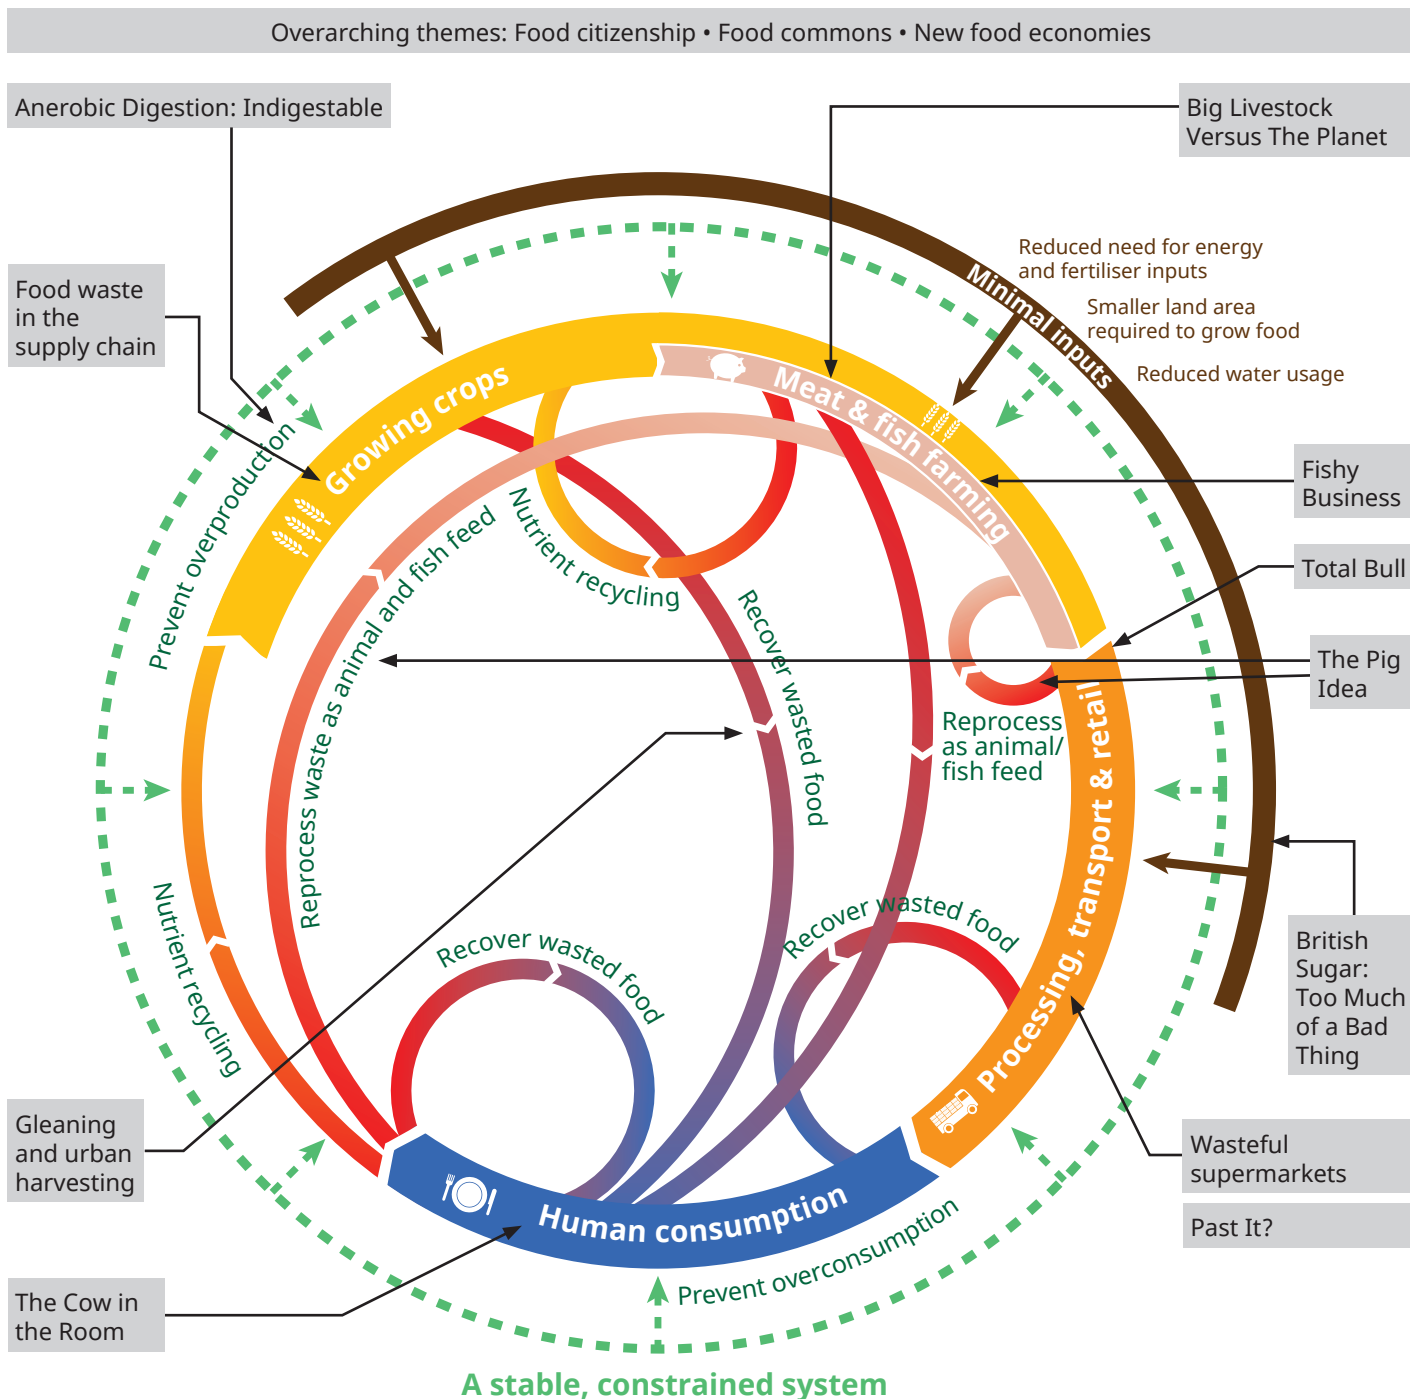 Overarching themes: Food citizenship • Food commons • New food economies
Anerobic Digestion: Indigestable
Big Livestock
Versus The Planet
Reduced need for energy
and fertiliser inputs
Minimal inputs
Smaller land area
required to grow food
Reduced water usage
Food waste
in the
supply chain
Growing crops
Meat & fish farming
Prevent overproduction
Fishy
Business
Nutrient recycling
Reprocess waste as animal and fish feed
Recover wasted food
Total Bull
The Pig
Idea
Reprocess
as animal/
fish feed
Processing, transport & retail
Nutrient recycling
Recover wasted food
Recover wasted food
British
Sugar:
Too Much
of a Bad
Thing
Gleaning
and urban
harvesting
Wasteful
supermarkets
Past It?
Human consumption
Prevent overconsumption
The Cow in
the Room
A stable, constrained system